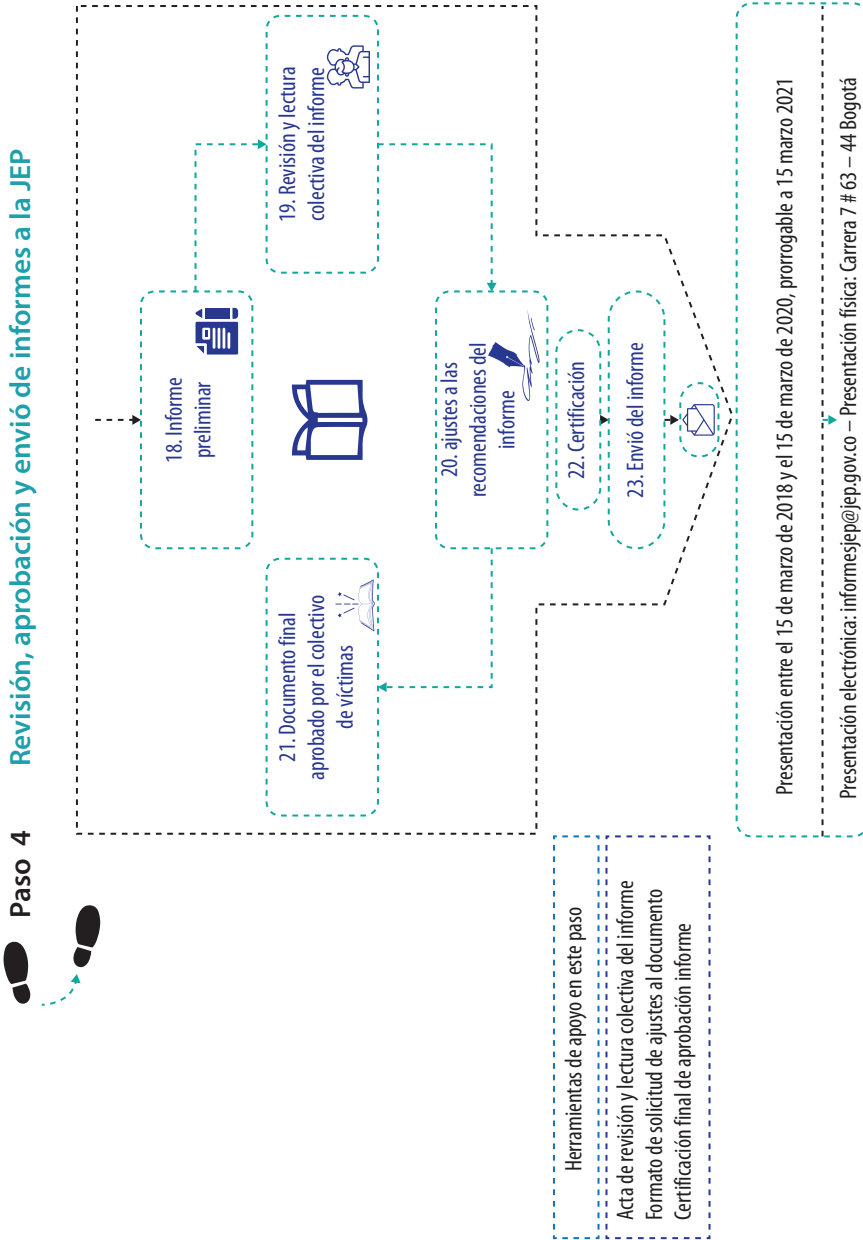 Paso 4 Revisión, aprobación y envió de informes a la JEP
18. Informe
preliminar
19. Revisión y lectura
colectiva del informe
20. ajustes a las
recomendaciones del
informe
21. Documento final
aprobado por el colectivo
de víctimas
22. Certificación
23. Envió del informe
Herramientas de apoyo en este paso
Acta de revisión y lectura colectiva del informe
Formato de solicitud de ajustes al documento
Certificación final de aprobación informe
Presentación entre el 15 de marzo de 2018 y el 15 de marzo de 2020, prorrogable a 15 marzo 2021
Presentación electrónica: informesjep@jep.gov.co – Presentación física: Carrera 7 # 63 – 44 Bogotá